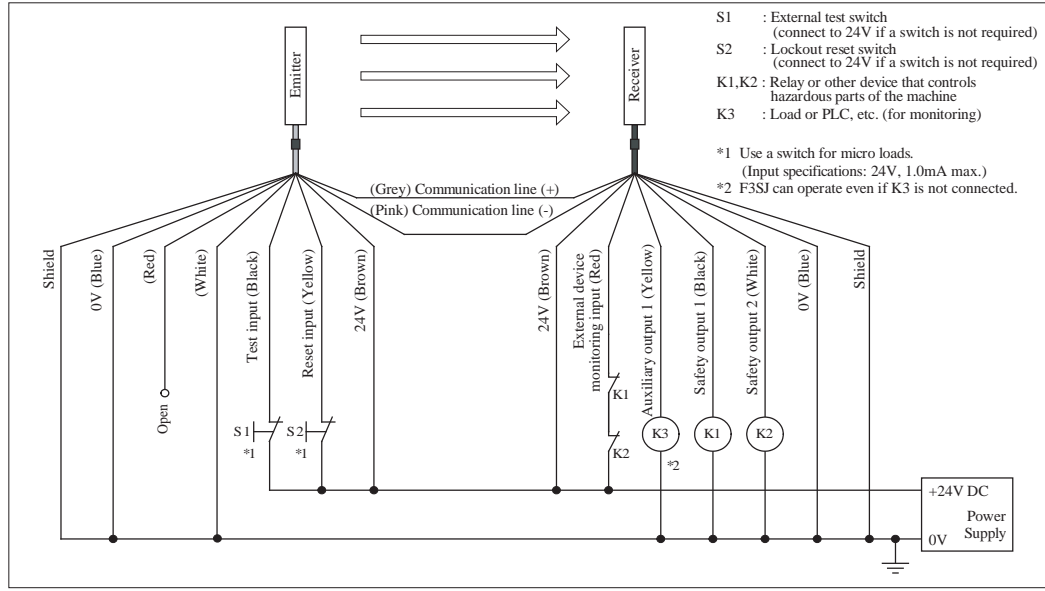 Emitter
Receiver
S1 : External test switch
(connect to 24V if a switch is not required)
S2 : Lockout reset switch
(connect to 24V if a switch is not required)
K1,K2 : Relay or other device that controls
hazardous parts of the machine
K3 : Load or PLC, etc. (for monitoring)
*1 Use a switch for micro loads.
(Input specifications: 24V, 1.0mA max.)
*2 F3SJ can operate even if K3 is not connected.
(Grey) Communication line (+)
(Pink) Communication line (-)
Shield
0V (Blue)
(Red)
(White)
Test input (Black)
Reset input (Yellow)
24V (Brown)
24V (Brown)
External device
monitoring input (Red)
Auxiliary output 1 (Yellow)
Safety output 1 (Black)
Safety output 2 (White)
0V (Blue)
Shield
Open
S1
*1
S2
*1
K1
K2
K3
*2
K1
K2
+24V DC
Power
Supply
0V